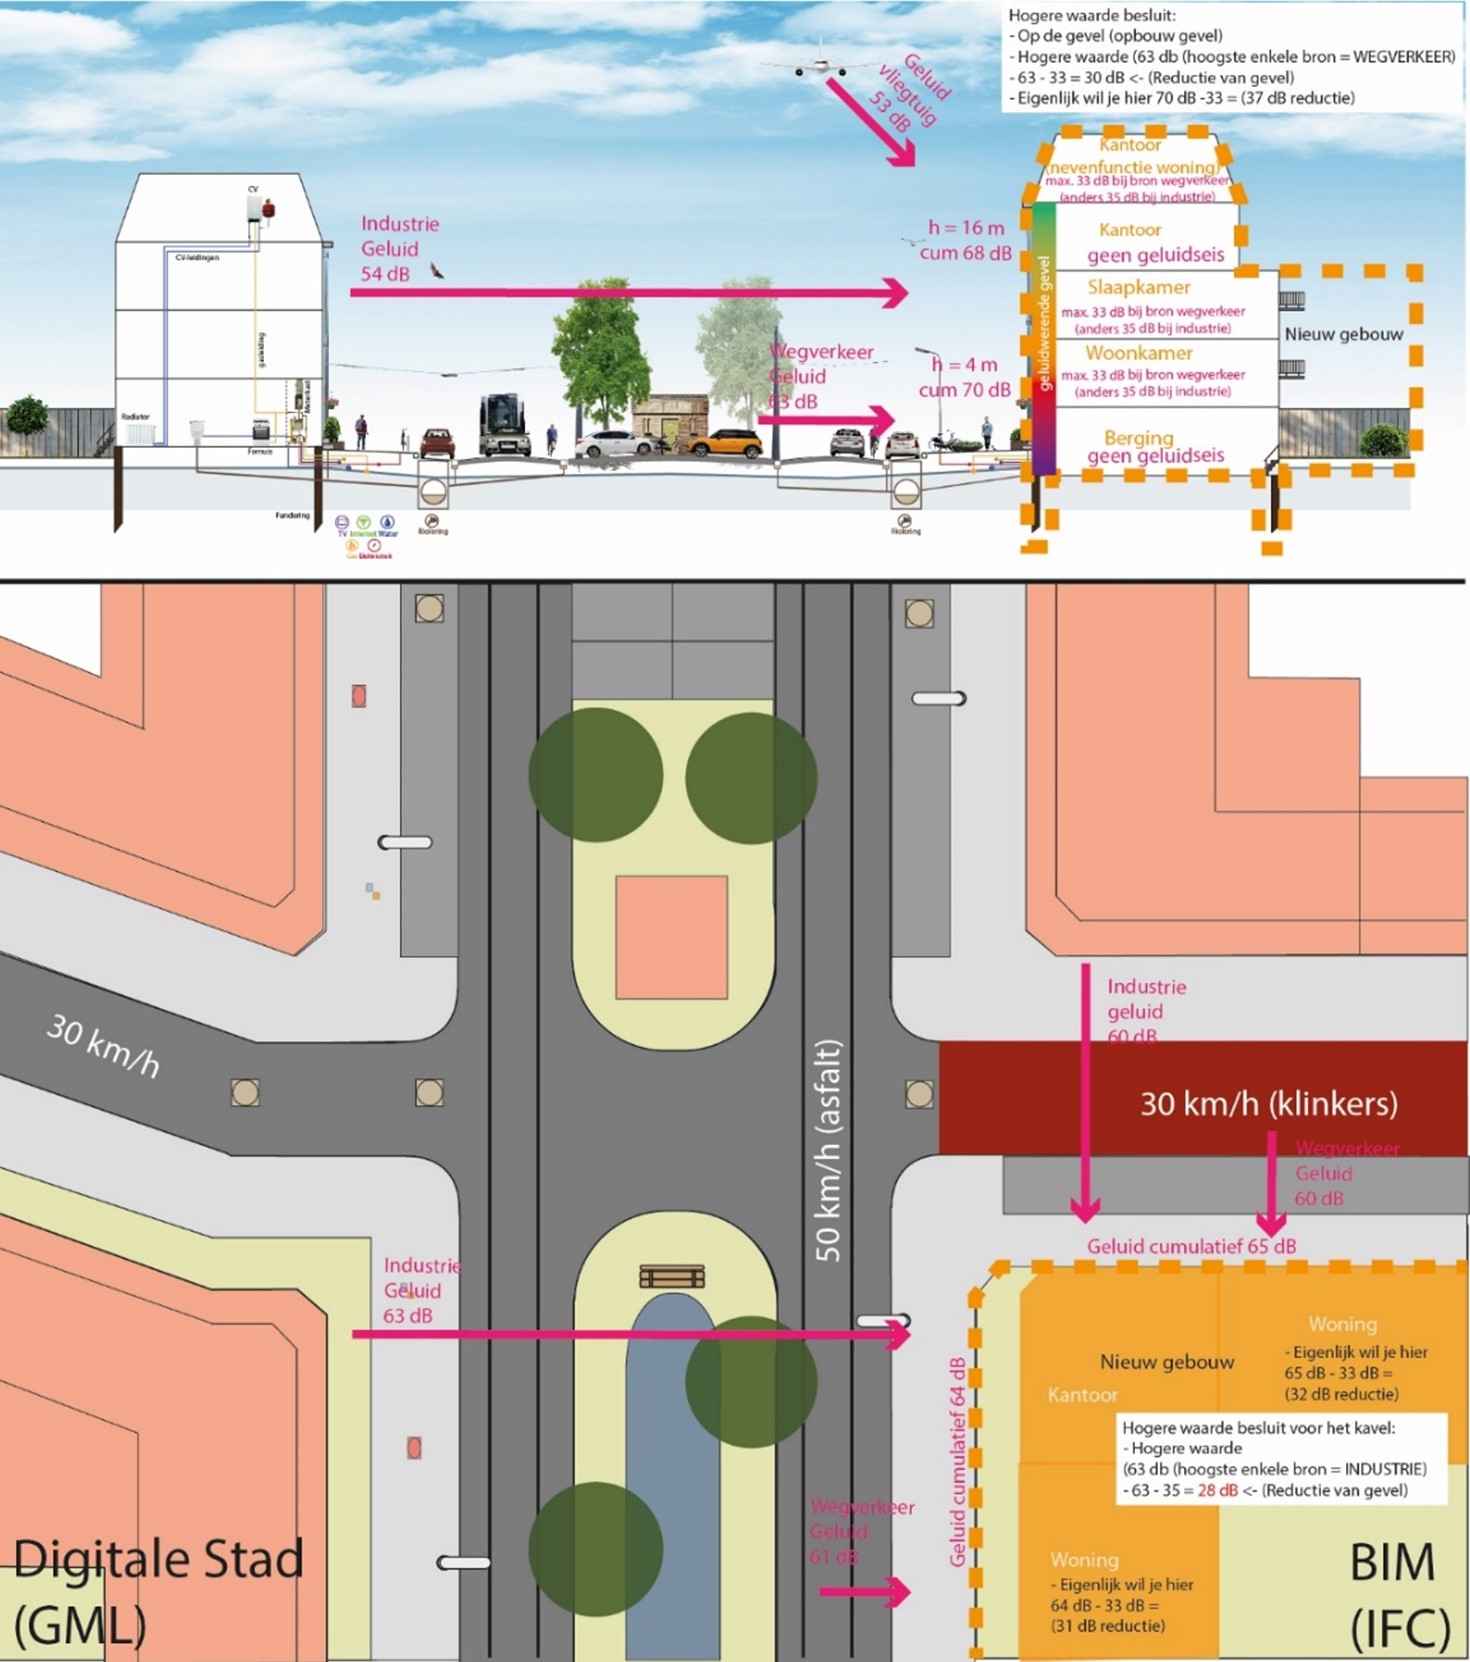 Hogere waarde besluit:
- Op de gevel (opbouw gevel)
- Hogere waarde (63 db (hoogste enkele bron = WEGVERKEER)
- 63 - 33 = 30 dB <- (Reductie van gevel)
- Eigenlijk wil je hier 70 dB -33 = (37 dB reductie)
Geluid
vliegtuig
53 dB
Kantoor
(nevenfunctie woning)
max. 33 dB bij bron wegverkeer
(anders 35 dB bij industrie)
CV
CV-leidingen
gasleiding
Meterkast
Radiator
Fornuis
Fundering
Industrie
Geluid
54 dB
h = 16 m
cum 68 dB
Kantoor
geen geluidseis
Slaapkamer
max. 33 dB bij bron wegverkeer
(anders 35 dB bij industrie)
Nieuw gebouw
geluidwerende gevel
Wegverkeer
Geluid
63 dB
h = 4 m
cum 70 dB
Woonkamer
max. 33 dB bij bron wegverkeer
(anders 35 dB bij industrie)
Berging
geen geluidseis
TV Internet Water
Gas Elektriciteit
Riolering
Riolering
30 km/h
50 km/h (asfalt)
Industrie
geluid
60 dB
30 km/h (klinkers)
Wegverkeer
Geluid
60 dB
Geluid cumulatief 65 dB
Industrie
Geluid
63 dB
Geluid cumulatief 64 dB
Woning
- Eigenlijk wil je hier
65 dB - 33 dB =
(32 dB reductie)
Nieuw gebouw
Kantoor
Hogere waarde besluit voor het kavel:
- Hogere waarde
(63 db (hoogste enkele bron = INDUSTRIE)
- 63 - 35 = 28 dB <- (Reductie van gevel)
Wegverkeer
Geluid
61 dB
Woning
- Eigenlijk wil je hier
64 dB - 33 dB =
(31 dB reductie)
Digitale Stad
(GML)
BIM
(IFC)